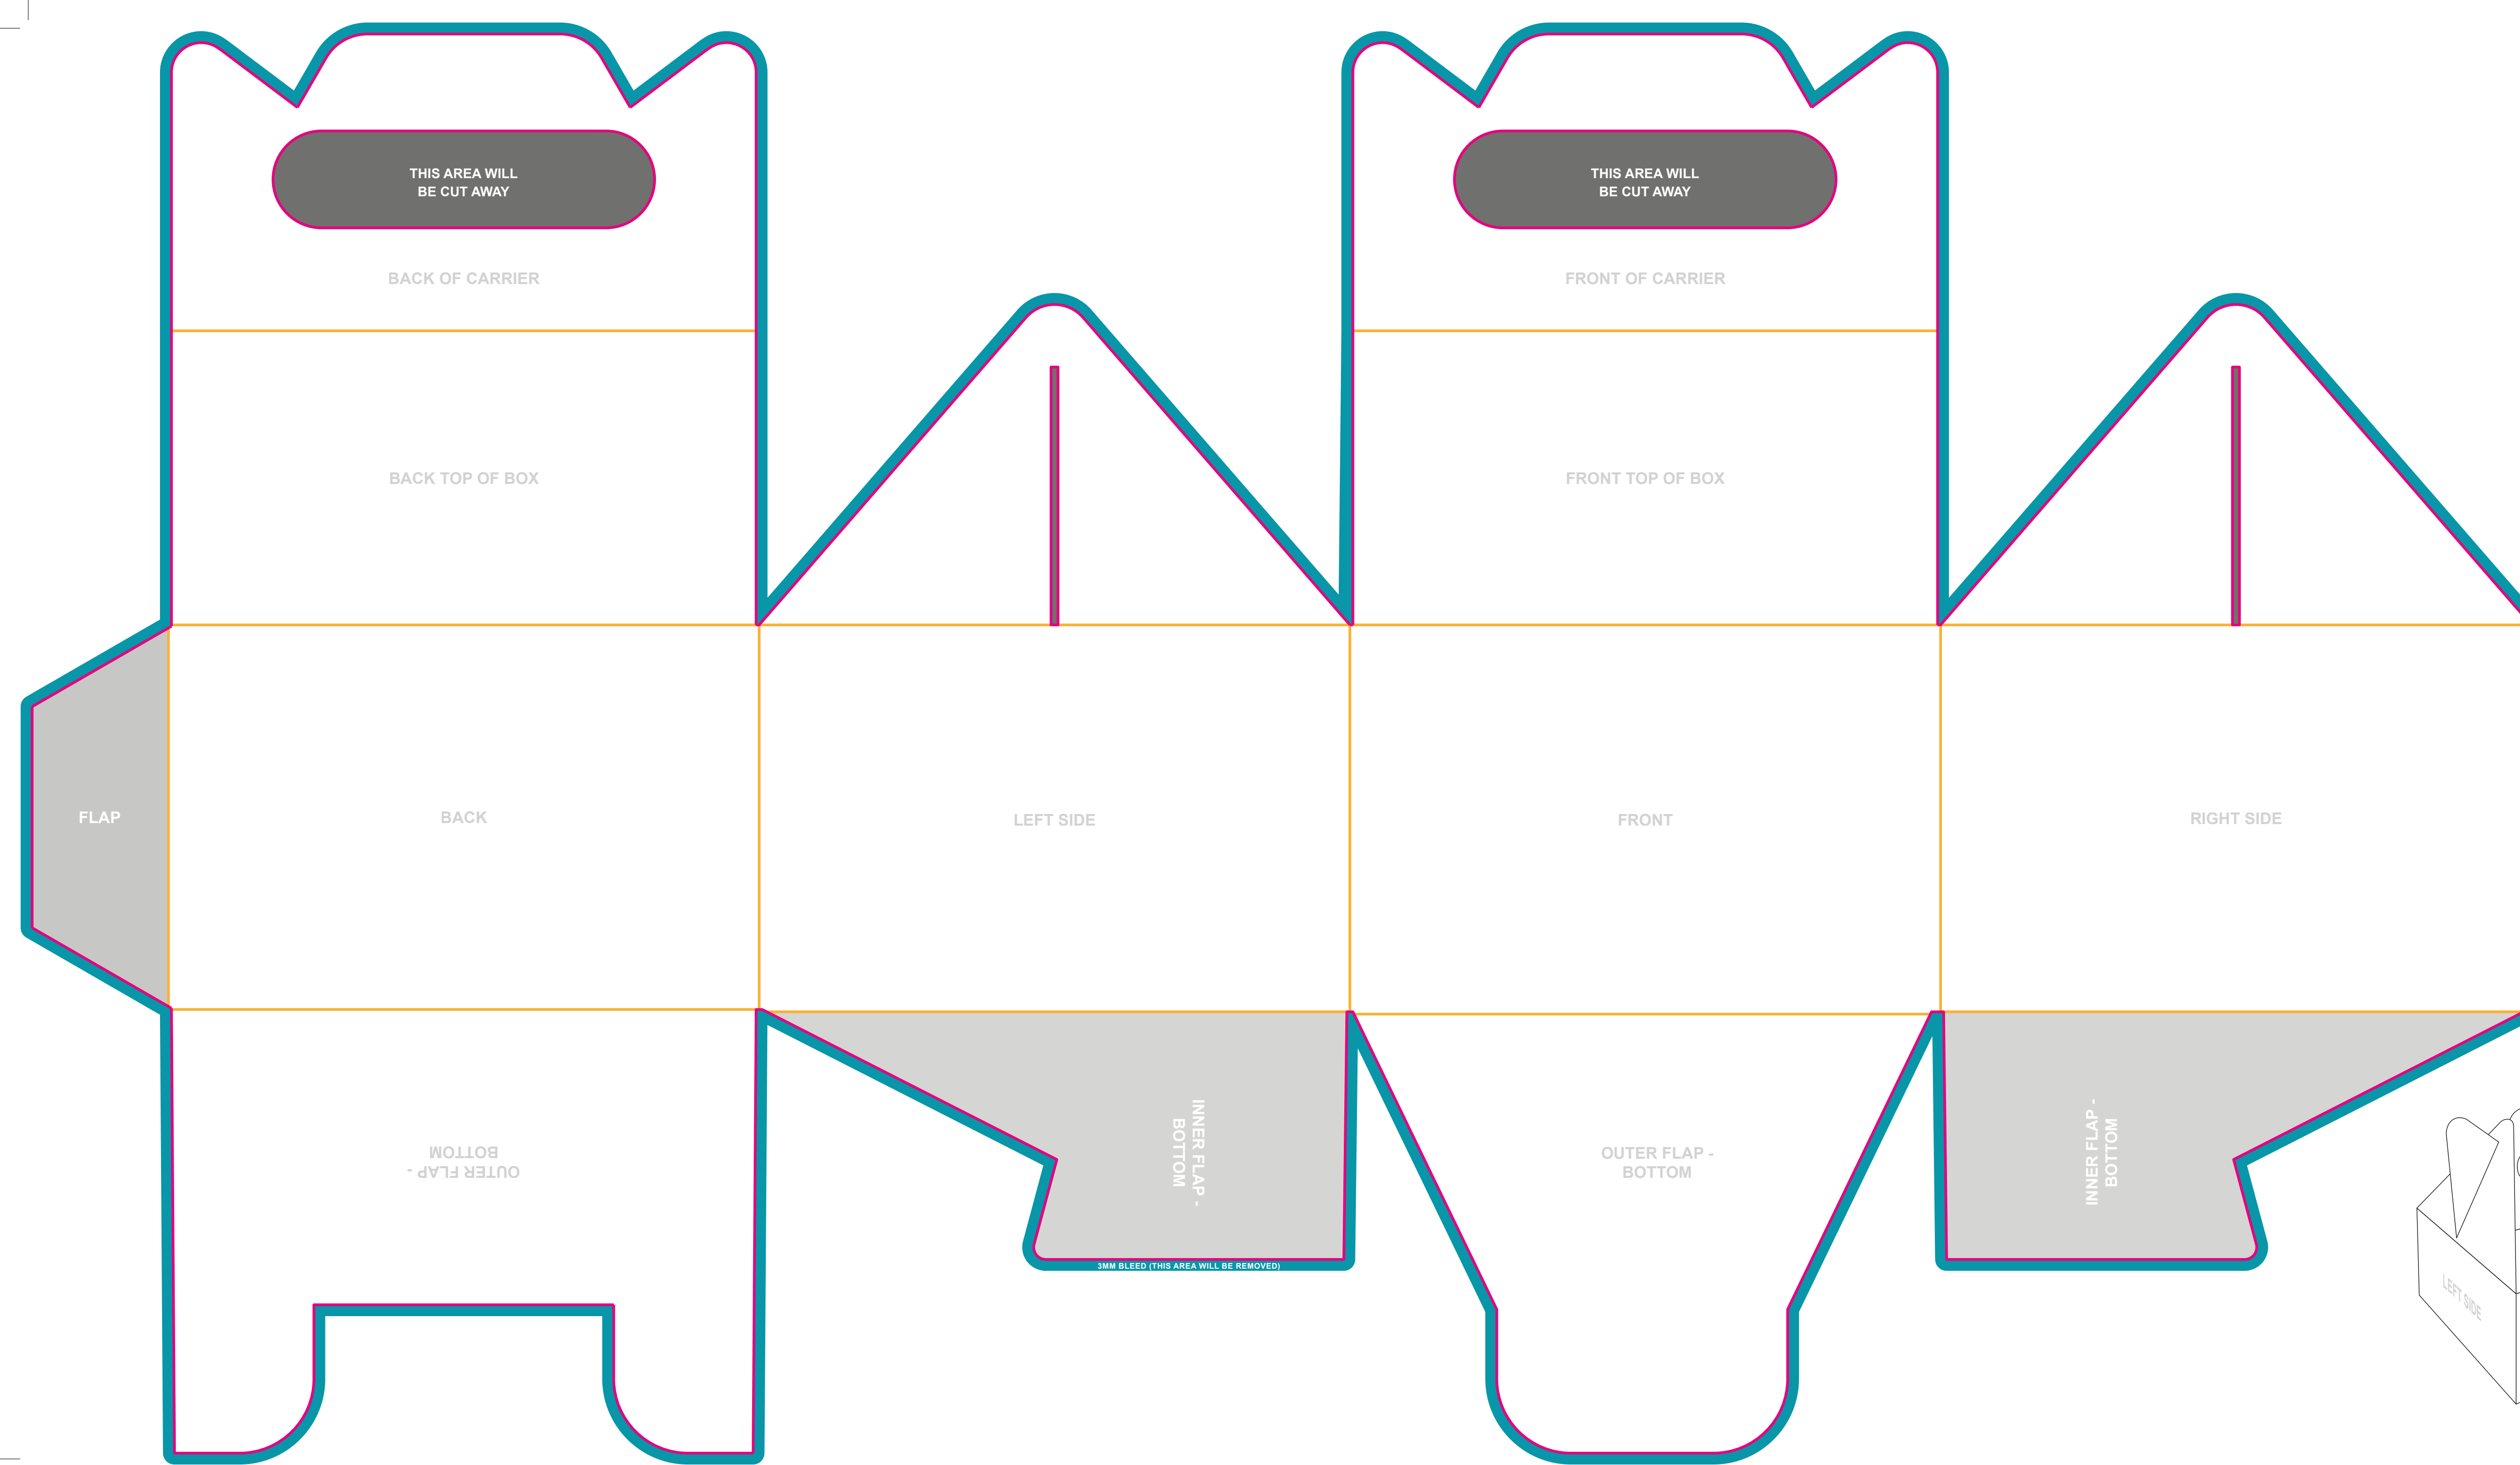 THIS AREA WILL
BE CUT AWAY
THIS AREA WILL
BE CUT AWAY
BACK OF CARRIER
FRONT OF CARRIER
BACK TOP OF BOX
FRONT TOP OF BOX
FLAP
BACK
LEFT SIDE
FRONT
RIGHT SIDE
OUTER FLAP -
BOTTOM
INNER FLAP -
BOTTOM
OUTER FLAP -
BOTTOM
INNER FLAP -
BOTTOM
3MM BLEED (THIS AREA WILL BE REMOVED)
LEFT SIDE